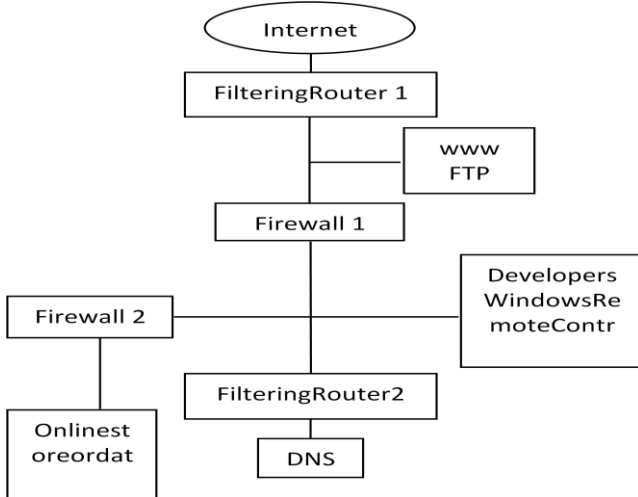 Internet
FilteringRouter 1
www
FTP
Firewall 1
Developers
WindowsRe
moteContr
Firewall 2
FilteringRouter2
Onlinest
oreordat
DNS